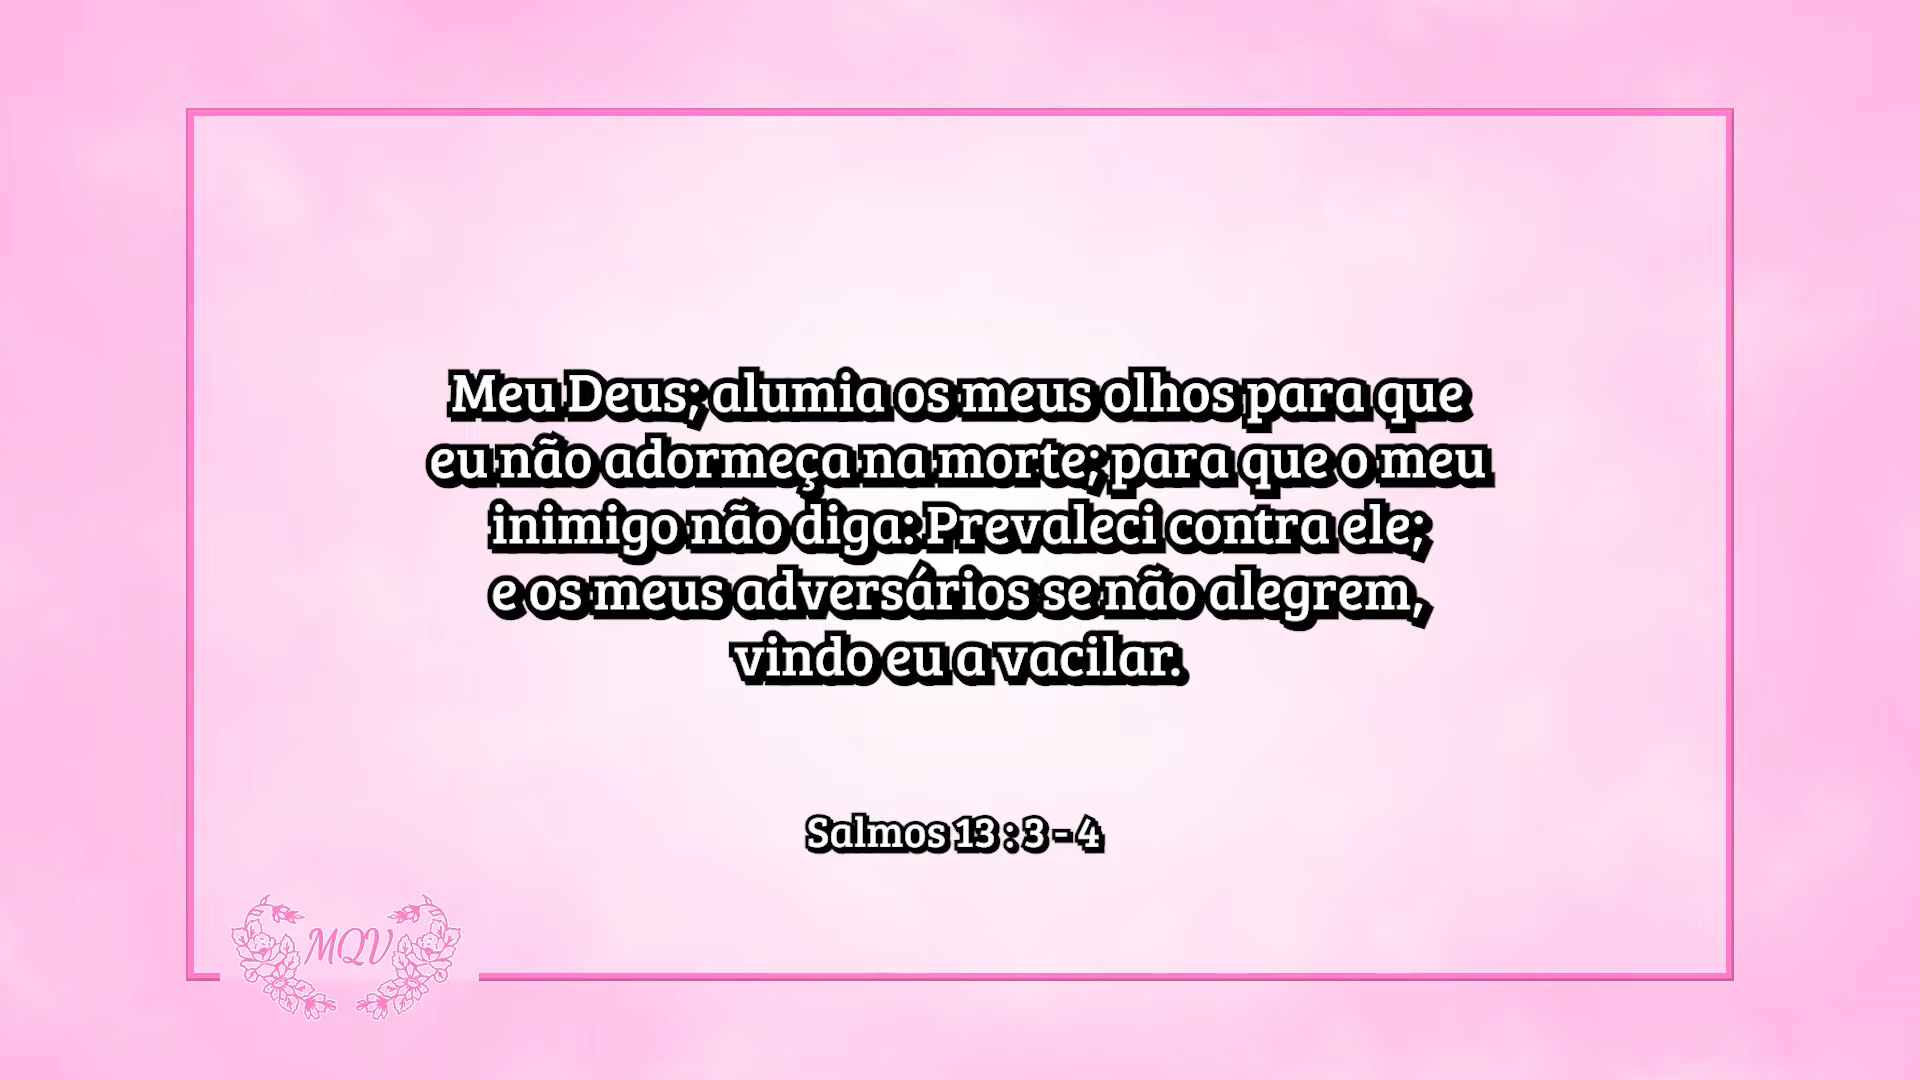 Meu Deus; alumia os meus olhos para que
eu não adormeça na morte; para que o meu
inimigo não diga: Prevaleci contra ele;
e os meus adversários se não alegrem,
vindo eu a vacilar.
Salmos 13 : 3 - 4
MQV